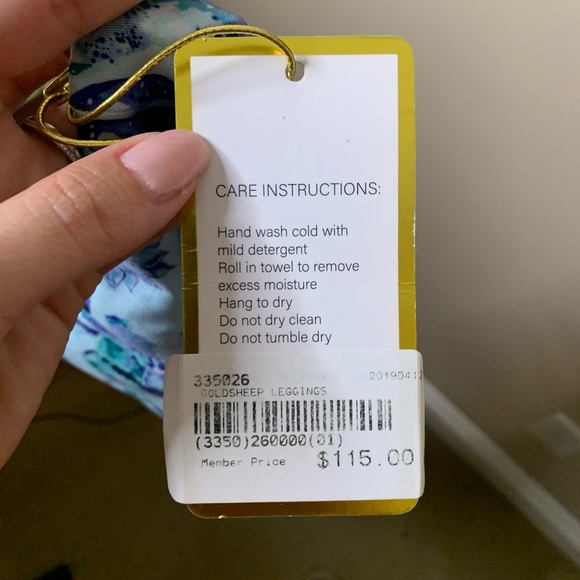 CARE INSTRUCTIONS:
Hand wash cold with
mild detergent
Roll in towel to remove
excess moisture
Hang to dry
Do not dry clean
Do not tumble dry
335026 20190412
GOLDSHEEP LEGGINGS
(3350)260000(01)
Member Price $115.00